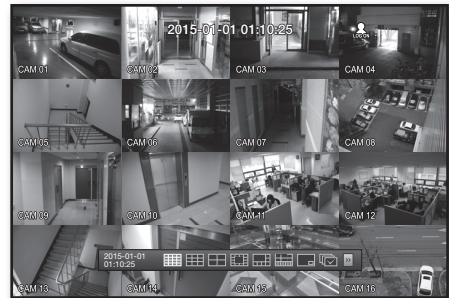 2015-01-01 01:10:25
LOG ON
CAM 01
CAM 02
CAM 03
CAM 04
CAM 05
CAM 06
CAM 07
CAM 08
CAM 09
CAM 10
CAM 11
CAM 12
2015-01-01
01:10:25
CAM 13
CAM 14
CAM 15
CAM 16